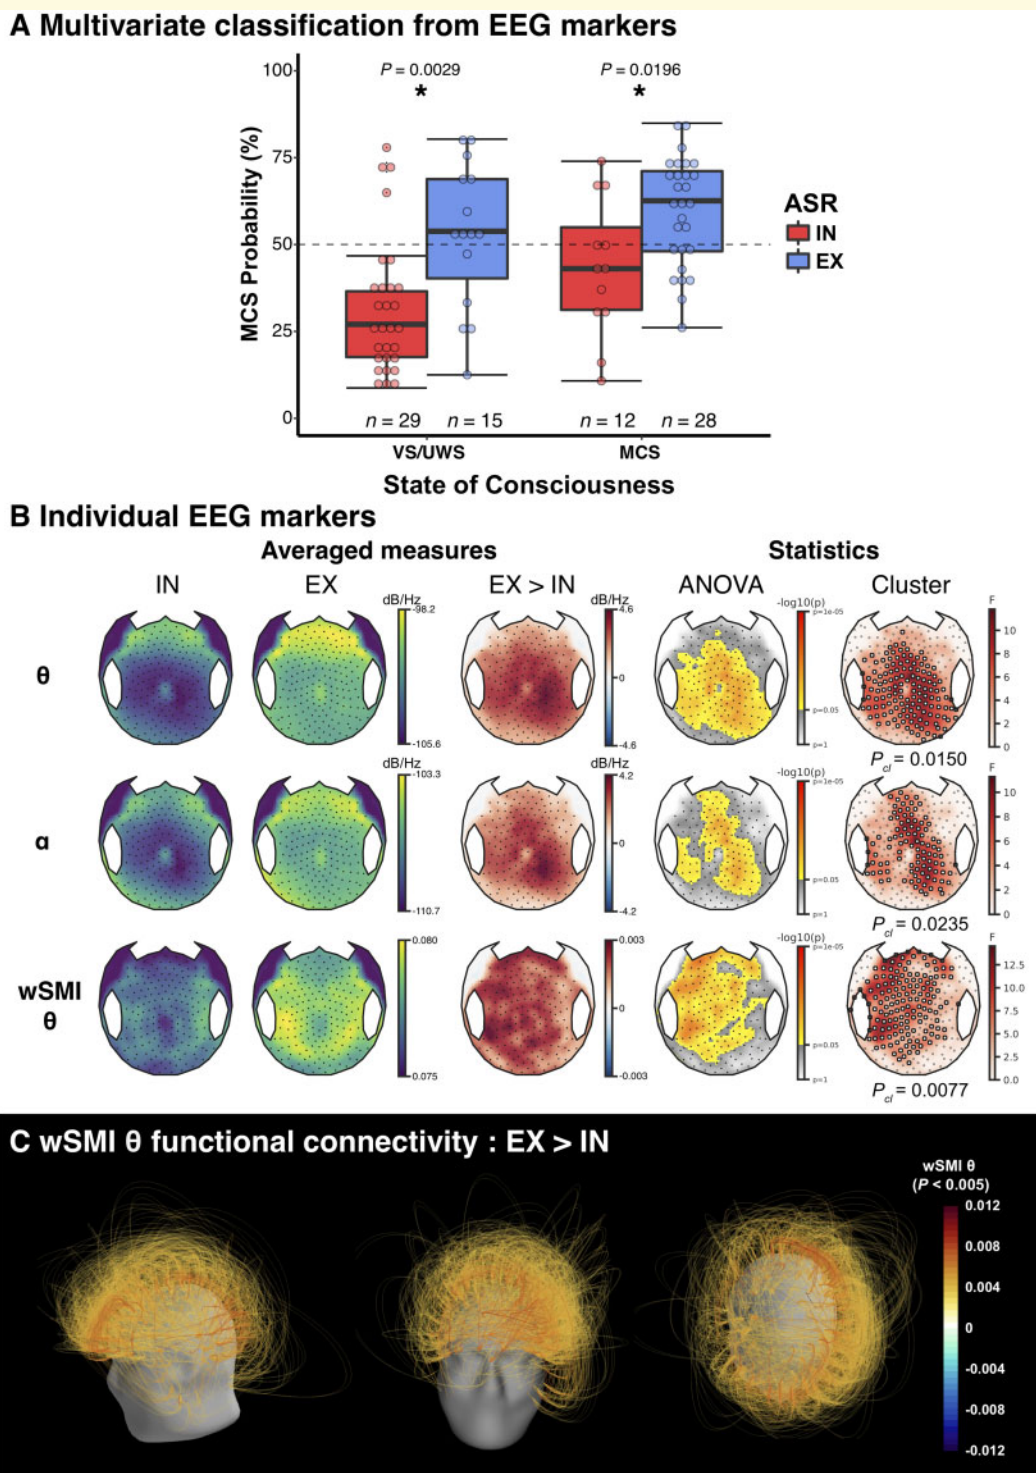 A Multivariate classification from EEG markers
P = 0.0029
P = 0.0196
*
*
100
75
50
25
0
MCS Probability (%)
ASR
IN
EX
n = 29
n = 15
n = 12
n = 28
VS/UWS
MCS
State of Consciousness
B Individual EEG markers
Averaged measures
Statistics
IN
EX
EX > IN
ANOVA
Cluster
θ
dB/Hz
-98.2
-105.6
dB/Hz
4.6
0
-4.6
-log10(p)
p=1e-05
p=0.05
p=1
F
10
8
6
4
2
0
Pcl = 0.0150
α
dB/Hz
-103.3
-110.7
dB/Hz
4.2
0
-4.2
-log10(p)
p=1e-05
p=0.05
p=1
F
10
8
6
4
2
0
Pcl = 0.0235
wSMI
θ
0.080
0.075
0.003
0
-0.003
-log10(p)
p=1e-05
p=0.05
p=1
F
12.5
10.0
7.5
5.0
2.5
0.0
Pcl = 0.0077
C wSMI θ functional connectivity : EX > IN
wSMI θ
(P < 0.005)
0.012
0.008
0.004
0
-0.004
-0.008
-0.012